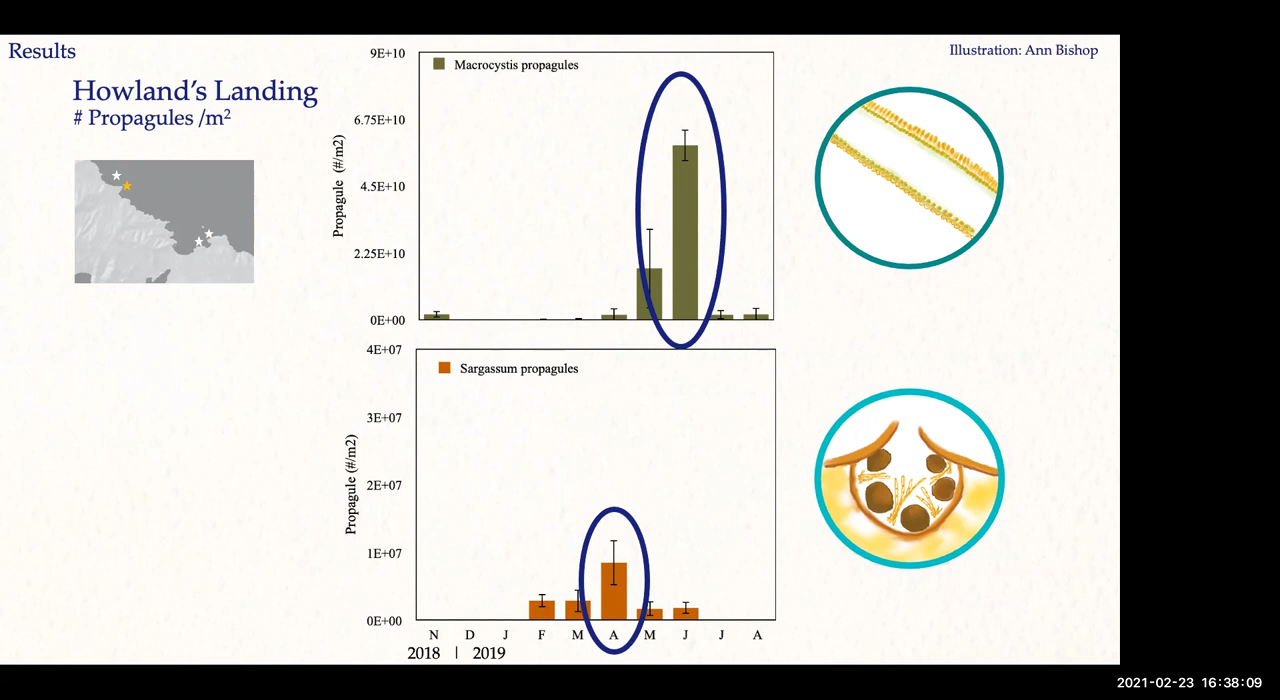 Results
Illustration: Ann Bishop
Howland's Landing
# Propagules /m²
9E+10
Macrocystis propagules
6.75E+10
Propagule (#/m2)
4.5E+10
2.25E+10
0E+00
4E+07
Sargassum propagules
3E+07
Propagule (#/m2)
2E+07
1E+07
0E+00
N D J F M A M J J A
2018 | 2019
2021-02-23 16:38:09